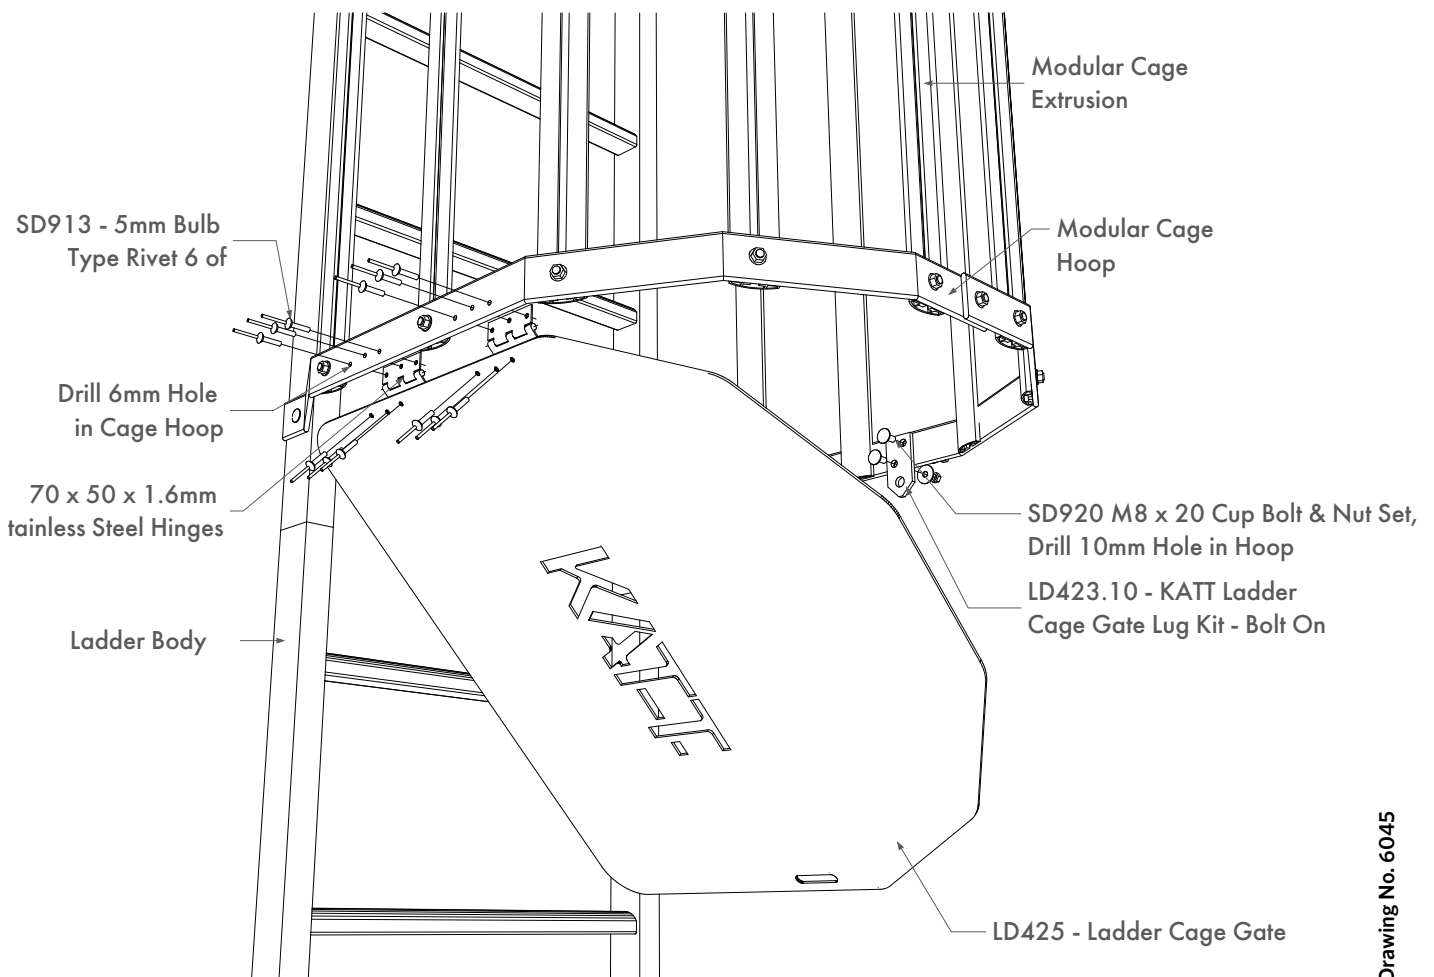 Modular Cage
Extrusion
SD913 - 5mm Bulb
Type Rivet 6 of
Modular Cage
Hoop
Drill 6mm Hole
in Cage Hoop
70 x 50 x 1.6mm
tainless Steel Hinges
SD920 M8 x 20 Cup Bolt & Nut Set,
Drill 10mm Hole in Hoop
LD423.10 - KATT Ladder
Cage Gate Lug Kit - Bolt On
Ladder Body
KATT
LD425 - Ladder Cage Gate
Drawing No. 6045